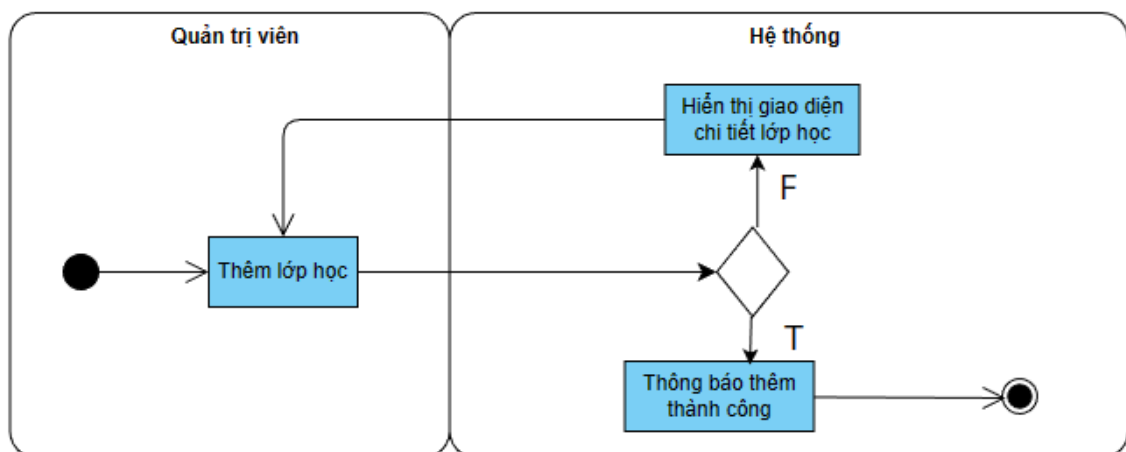 Quản trị viên
Hệ thống
Hiển thị giao diện
chi tiết lớp học
F
Thêm lớp học
T
Thông báo thêm
thành công